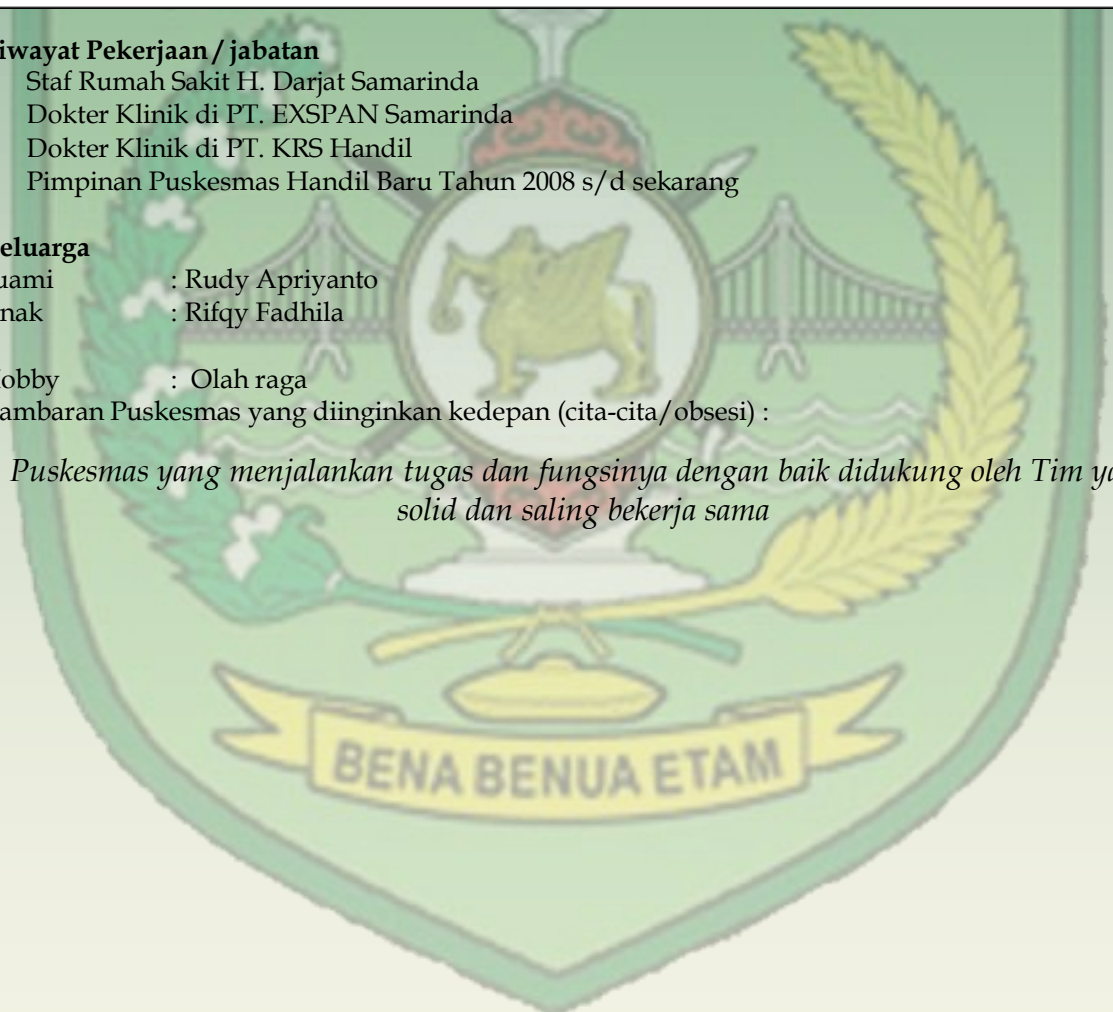 iwayat Pekerjaan / jabatan
Staf Rumah Sakit H. Darjat Samarinda
Dokter Klinik di PT. EXSPAN Samarinda
Dokter Klinik di PT. KRS Handil
Pimpinan Puskesmas Handil Baru Tahun 2008 s/d sekarang
eluarga
uami : Rudy Apriyanto
nak : Rifqy Fadhila
obby : Olah raga
ambaran Puskesmas yang diinginkan kedepan (cita-cita/obsesi) :
Puskesmas yang menjalankan tugas dan fungsinya dengan baik didukung oleh Tim ya
solid dan saling bekerja sama
BENA BENUA ETAM